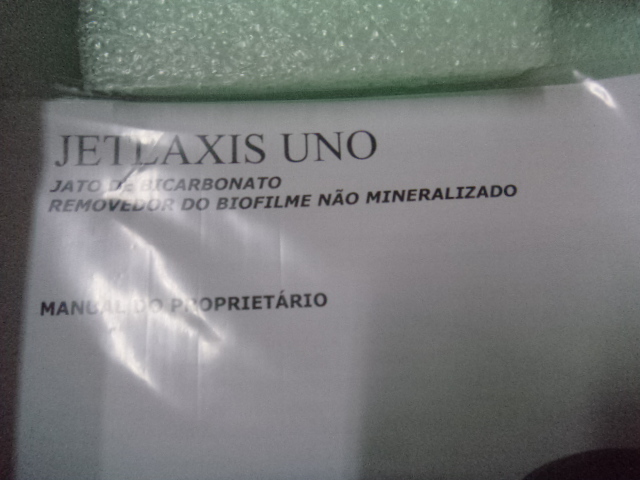 JETLAXIS UNO
JATO DE BICARBONATO
REMOVEDOR DO BIOFILME NÃO MINERALIZADO
MANUAL DO PROPRIETÁRIO